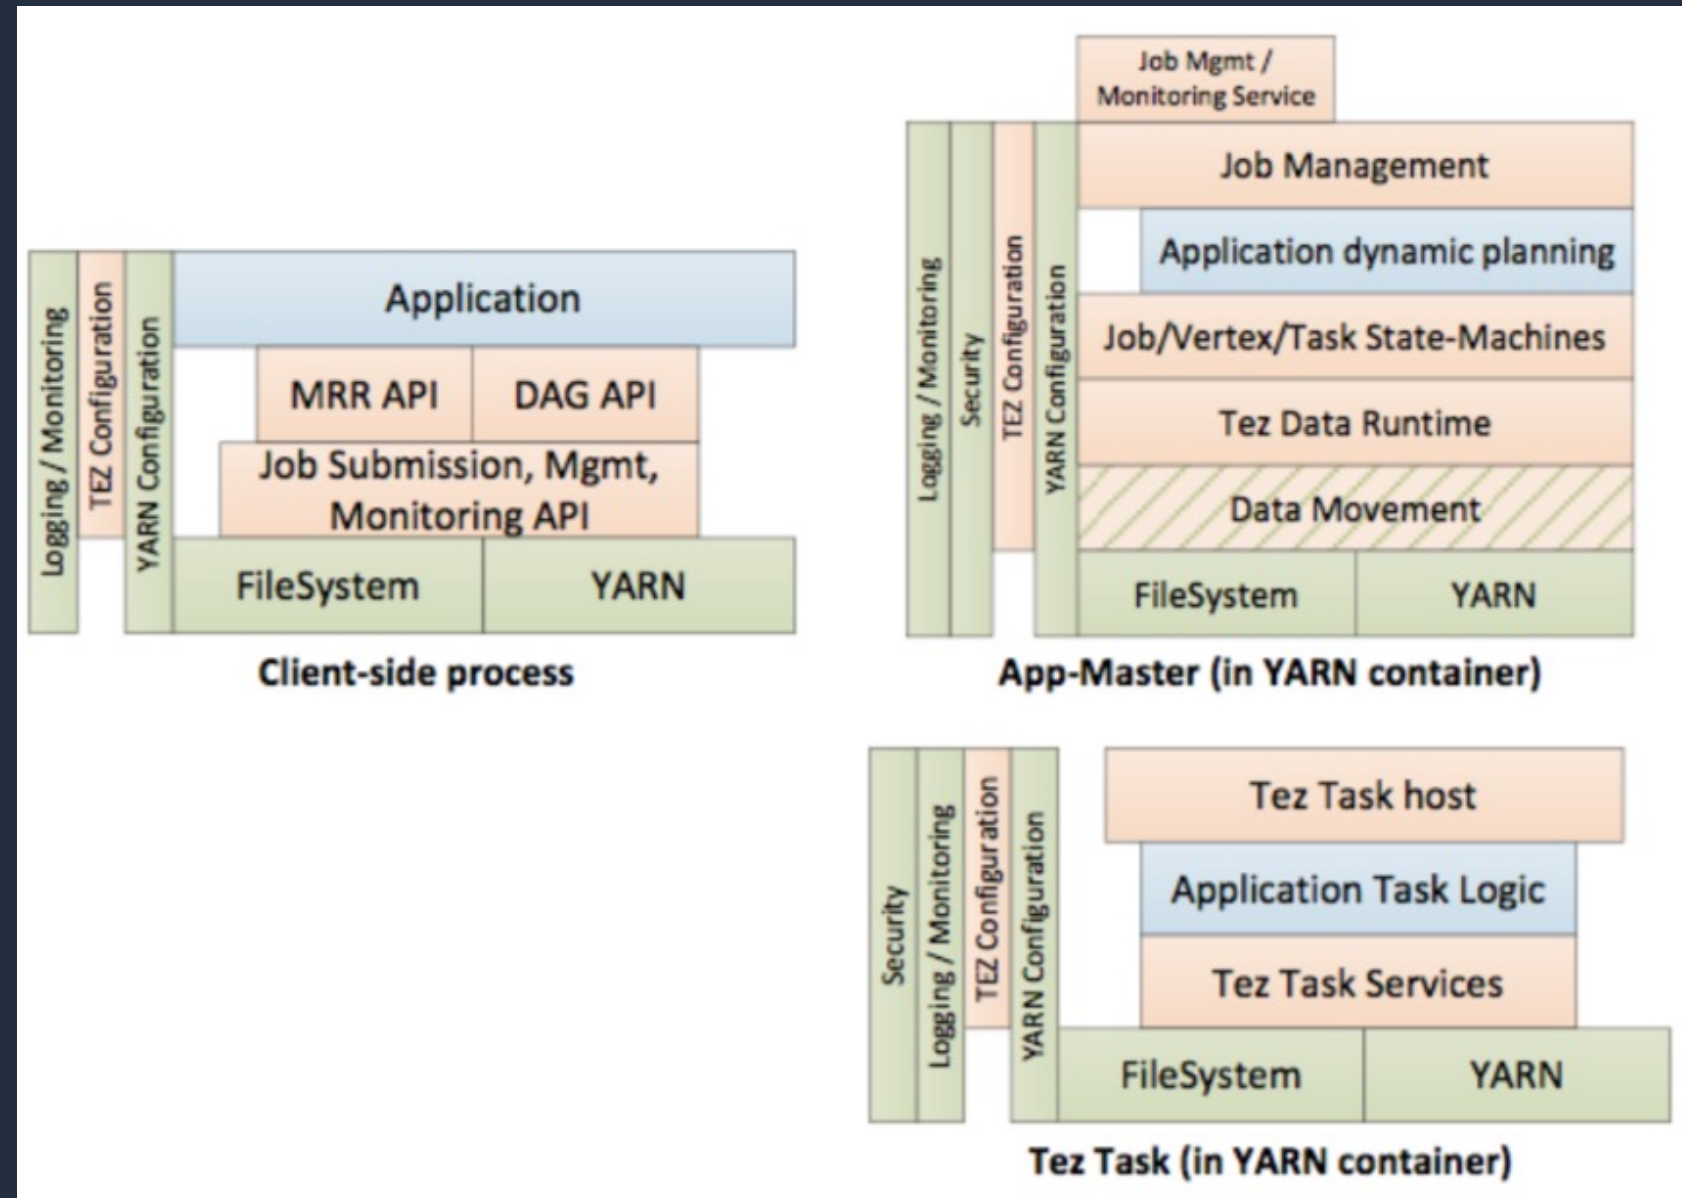 Logging / Monitoring
TEZ Configuration
YARN Configuration
Application
MRR API
DAG API
Job Submission, Mgmt,
Monitoring API
FileSystem
YARN
Client-side process
Job Mgmt /
Monitoring Service
Logging / Monitoring
Security
TEZ Configuration
YARN Configuration
Job Management
Application dynamic planning
Job/Vertex/Task State-Machines
Tez Data Runtime
Data Movement
FileSystem
YARN
App-Master (in YARN container)
Security
Logging / Monitoring
TEZ Configuration
YARN Configuration
Tez Task host
Application Task Logic
Tez Task Services
FileSystem
YARN
Tez Task (in YARN container)